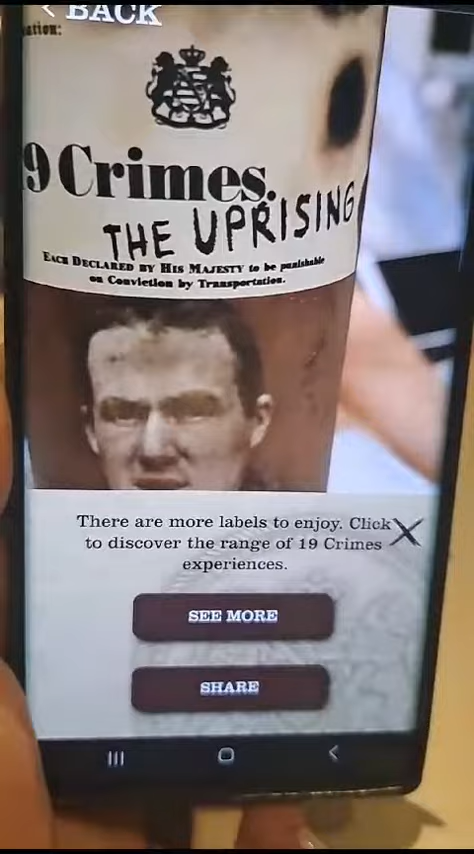 BACK
ation:
9 Crimes.
THE UPRISING
EACH DECLARED BY HIS MAJESTY to be punishable
on Conviction by Transportation.
There are more labels to enjoy. Click
to discover the range of 19 Crimes
experiences.
SEE MORE
SHARE